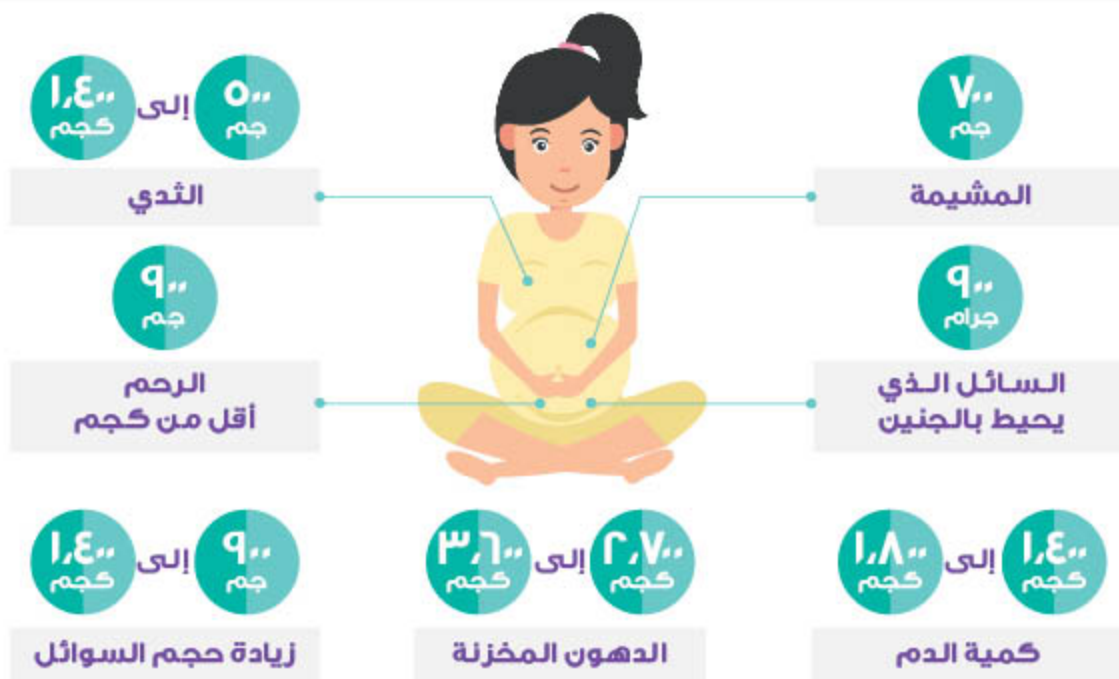 ٧٠٠
جم
المشيمة
٥٠٠
جم
إلى
١,٤٠٠
كجم
الثدي
٩٠٠
جرام
السائل الذي
يحيط بالجنين
٩٠٠
جم
الرحم
أقل من كجم
١,٤٠٠
كجم
إلى
١,٨٠٠
كجم
كمية الدم
٢,٧٠٠
كجم
إلى
٣,٦٠٠
كجم
الدهون المخزنة
٩٠٠
جم
إلى
١,٤٠٠
كجم
زيادة حجم السوائل